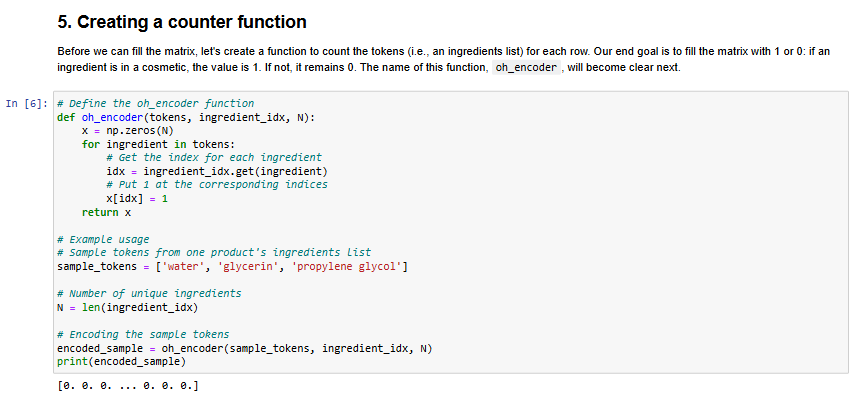 5. Creating a counter function
Before we can fill the matrix, let's create a function to count the tokens (i.e., an ingredients list) for each row. Our end goal is to fill the matrix with 1 or 0: if an
ingredient is in a cosmetic, the value is 1. If not, it remains 0. The name of this function, oh_encoder , will become clear next.
In [6]: # Define the oh_encoder function
def oh_encoder(tokens, ingredient_idx, N):
    x = np.zeros(N)
    for ingredient in tokens:
        # Get the index for each ingredient
        idx = ingredient_idx.get(ingredient)
        # Put 1 at the corresponding indices
        x[idx] = 1
    return x
# Example usage
# Sample tokens from one product's ingredients list
sample_tokens = ['water', 'glycerin', 'propylene glycol']
# Number of unique ingredients
N = len(ingredient_idx)
# Encoding the sample tokens
encoded_sample = oh_encoder(sample_tokens, ingredient_idx, N)
print(encoded_sample)
[0. 0. 0. ... 0. 0. 0.]